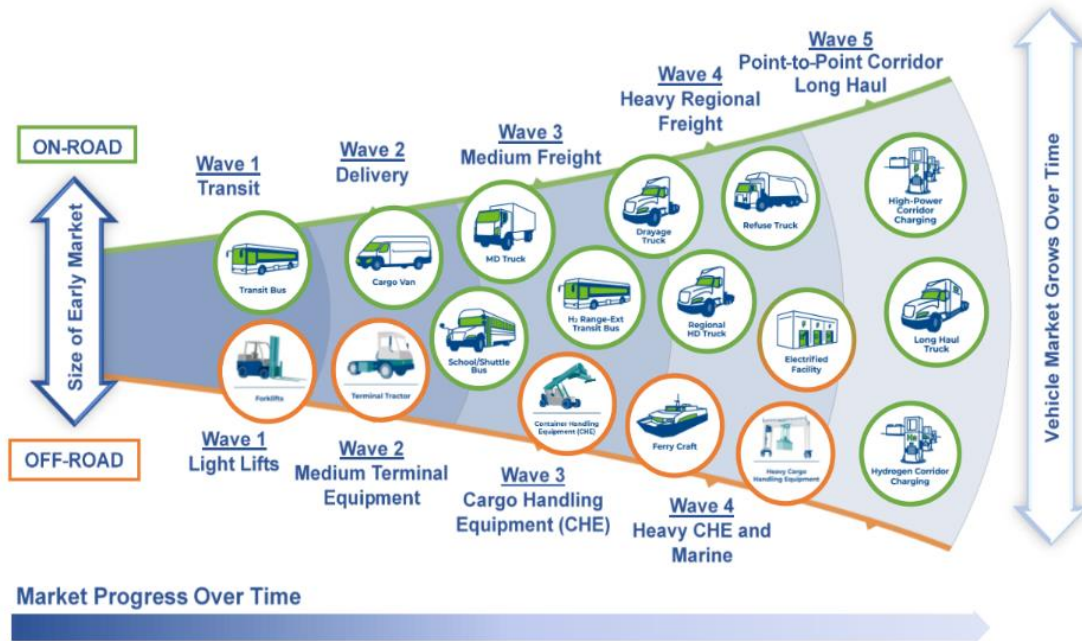 Wave 5
Point-to-Point Corridor
Long Haul
Wave 4
Heavy Regional
Freight
Wave 3
Medium Freight
Wave 2
Delivery
Wave 1
Transit
ON-ROAD
Size of Early Market
OFF-ROAD
Vehicle Market Grows Over Time
Transit Bus
Cargo Van
MD Truck
Drayage
Truck
Refuse Truck
High-Power
Corridor
Charging
School/Shuttle
Bus
H₂ Range-Ext
Transit Bus
Regional
HD Truck
Electrified
Facility
Long Haul
Truck
Forklifts
Terminal Tractor
Container Handling
Equipment (CHE)
Ferry Craft
Heavy Cargo
Handling Equipment
Hydrogen Corridor
Charging
Wave 1
Light Lifts
Wave 2
Medium Terminal
Equipment
Wave 3
Cargo Handling
Equipment (CHE)
Wave 4
Heavy CHE and
Marine
Market Progress Over Time